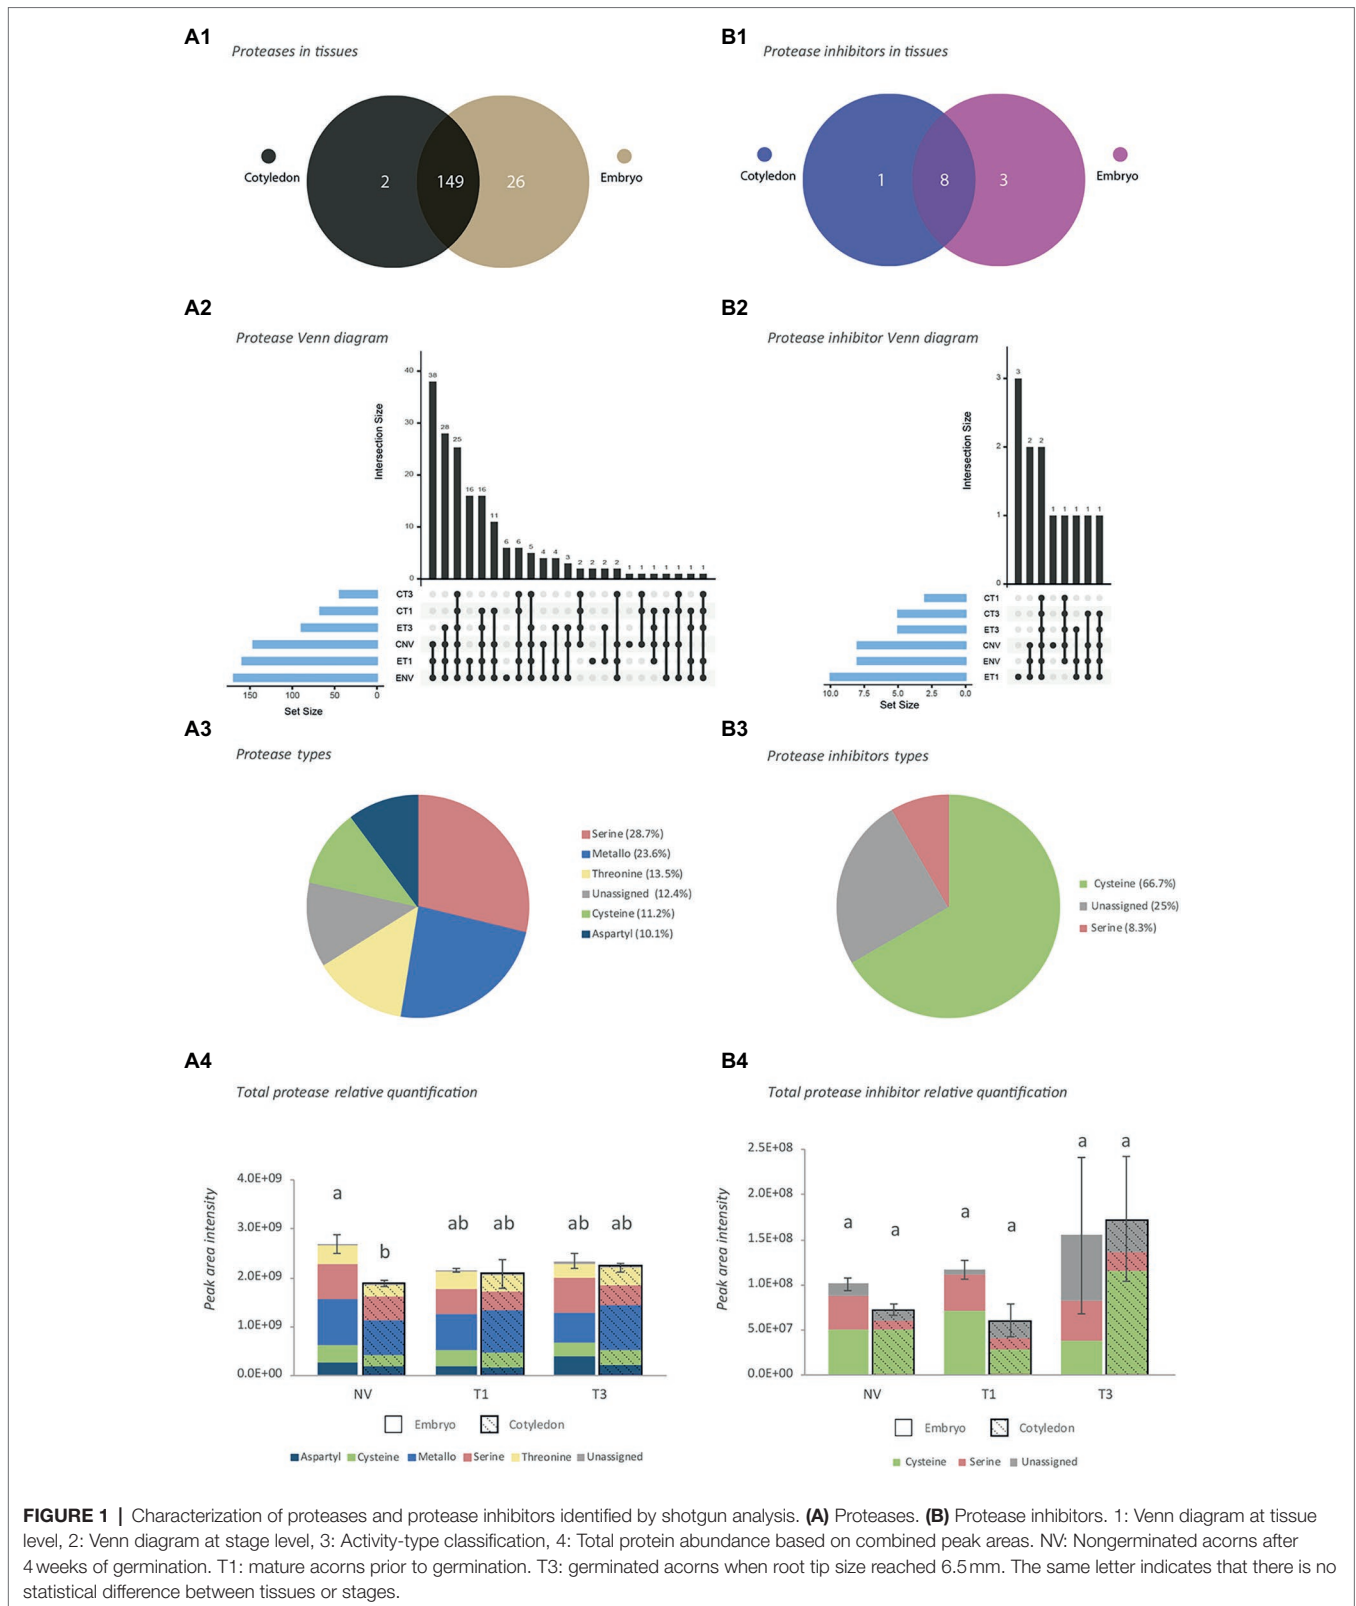 A1
Proteases in tissues
Cotyledon
2
149
26
Embryo
B1
Protease inhibitors in tissues
Cotyledon
1
8
3
Embryo
A2
Protease Venn diagram
Intersection Size
40
30
20
10
0
38
28
25
16
16
11
6
6
5
4
4
3
2
2
2
2
1
1
1
1
1
1
1
CT3
CT1
ET3
CNV
ET1
ENV
150
100
50
0
Set Size
B2
Protease inhibitor Venn diagram
Intersection Size
3
2
1
0
3
2
2
1
1
1
1
1
CT1
CT3
ET3
CNV
ENV
ET1
10.0
7.5
5.0
2.5
0.0
Set Size
A3
Protease types
Serine (28.7%)
Metallo (23.6%)
Threonine (13.5%)
Unassigned (12.4%)
Cysteine (11.2%)
Aspartyl (10.1%)
B3
Protease inhibitors types
Cysteine (66.7%)
Unassigned (25%)
Serine (8.3%)
A4
Total protease relative quantification
Peak area intensity
4.0E+09
3.0E+09
2.0E+09
1.0E+09
0.0E+00
a
b
ab
ab
ab
ab
NV
T1
T3
Embryo
Cotyledon
Aspartyl
Cysteine
Metallo
Serine
Threonine
Unassigned
B4
Total protease inhibitor relative quantification
Peak area intensity
2.5E+08
2.0E+08
1.5E+08
1.0E+08
5.0E+07
0.0E+00
a
a
a
a
a
a
NV
T1
T3
Embryo
Cotyledon
Cysteine
Serine
Unassigned
FIGURE 1 | Characterization of proteases and protease inhibitors identified by shotgun analysis. (A) Proteases. (B) Protease inhibitors. 1: Venn diagram at tissue
level, 2: Venn diagram at stage level, 3: Activity-type classification, 4: Total protein abundance based on combined peak areas. NV: Nongerminated acorns after
4 weeks of germination. T1: mature acorns prior to germination. T3: germinated acorns when root tip size reached 6.5 mm. The same letter indicates that there is no
statistical difference between tissues or stages.